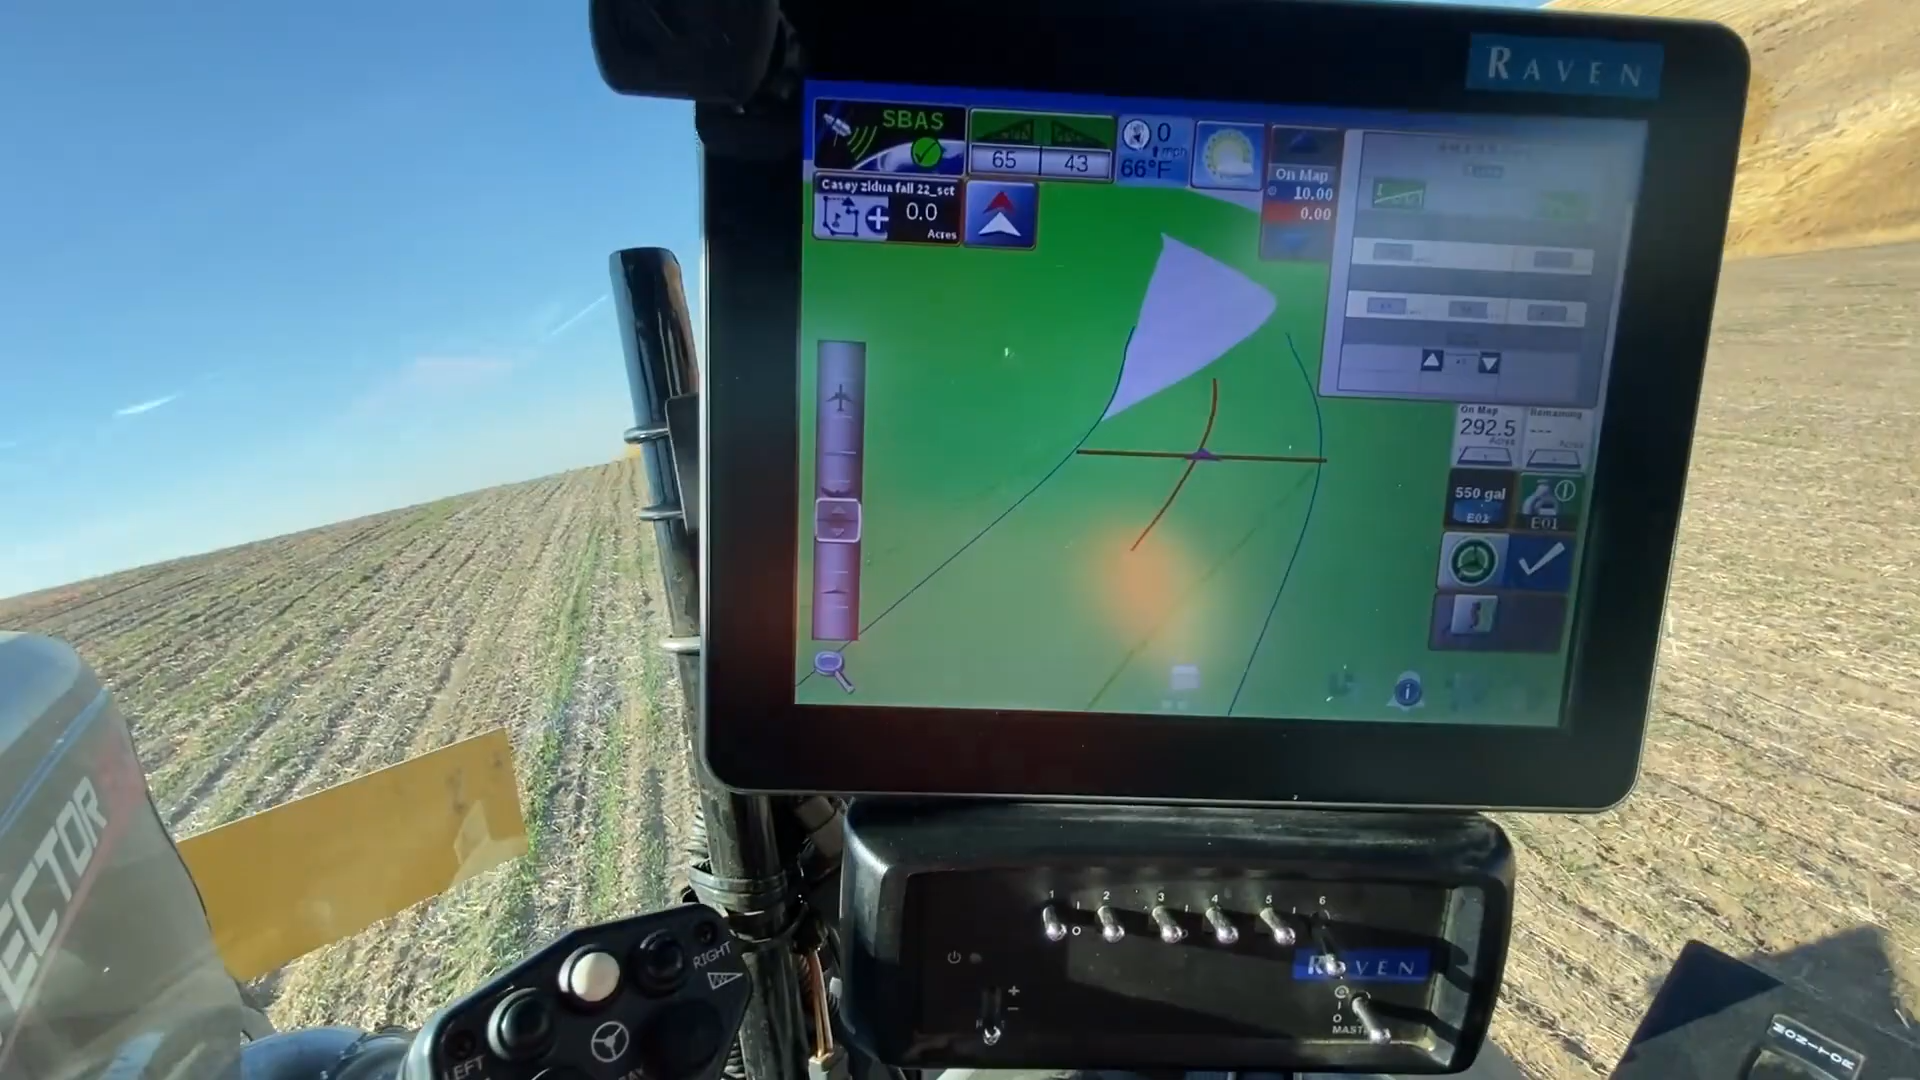 RAVEN
SBAS
65
43
0
mph
66°F
On Map
10.00
0.00
Casey zidua fall 22_sct
0.0
Acres
On Map
Remaining
292.5
---
Acres
Acres
550 gal
E01
E01
ECTOR
1 2 3 4 5 6
RAVEN
+
-
RIGHT
LEFT
MONITOR